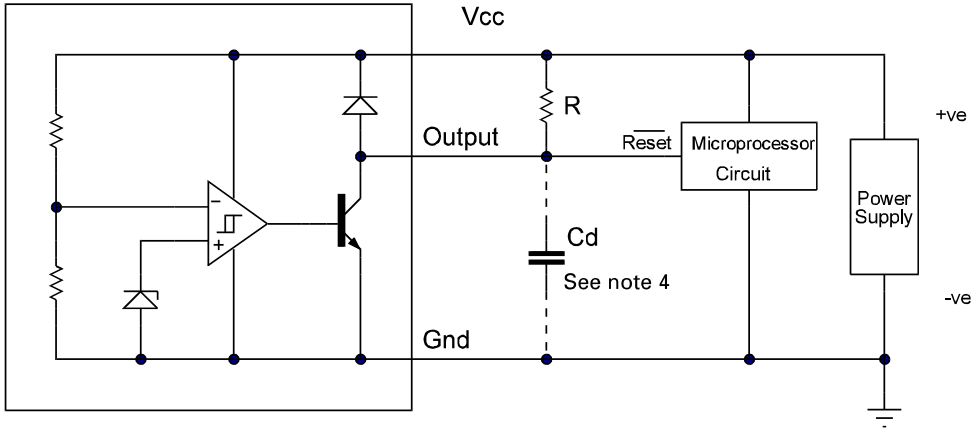 Vcc
+ve
R
Output
Reset
Microprocessor
Circuit
Power
Supply
−
+
Cd
See note 4
-ve
Gnd